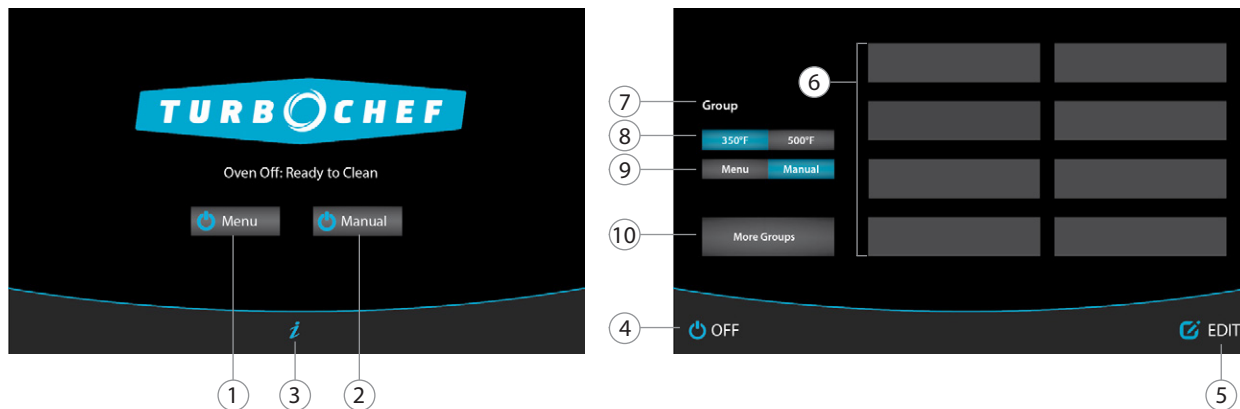 TURBOCHEF
Oven Off: Ready to Clean
Menu
Manual
i
1
3
2
6
7
Group
8
350°F
500°F
9
Menu
Manual
10
More Groups
4
OFF
EDIT
5